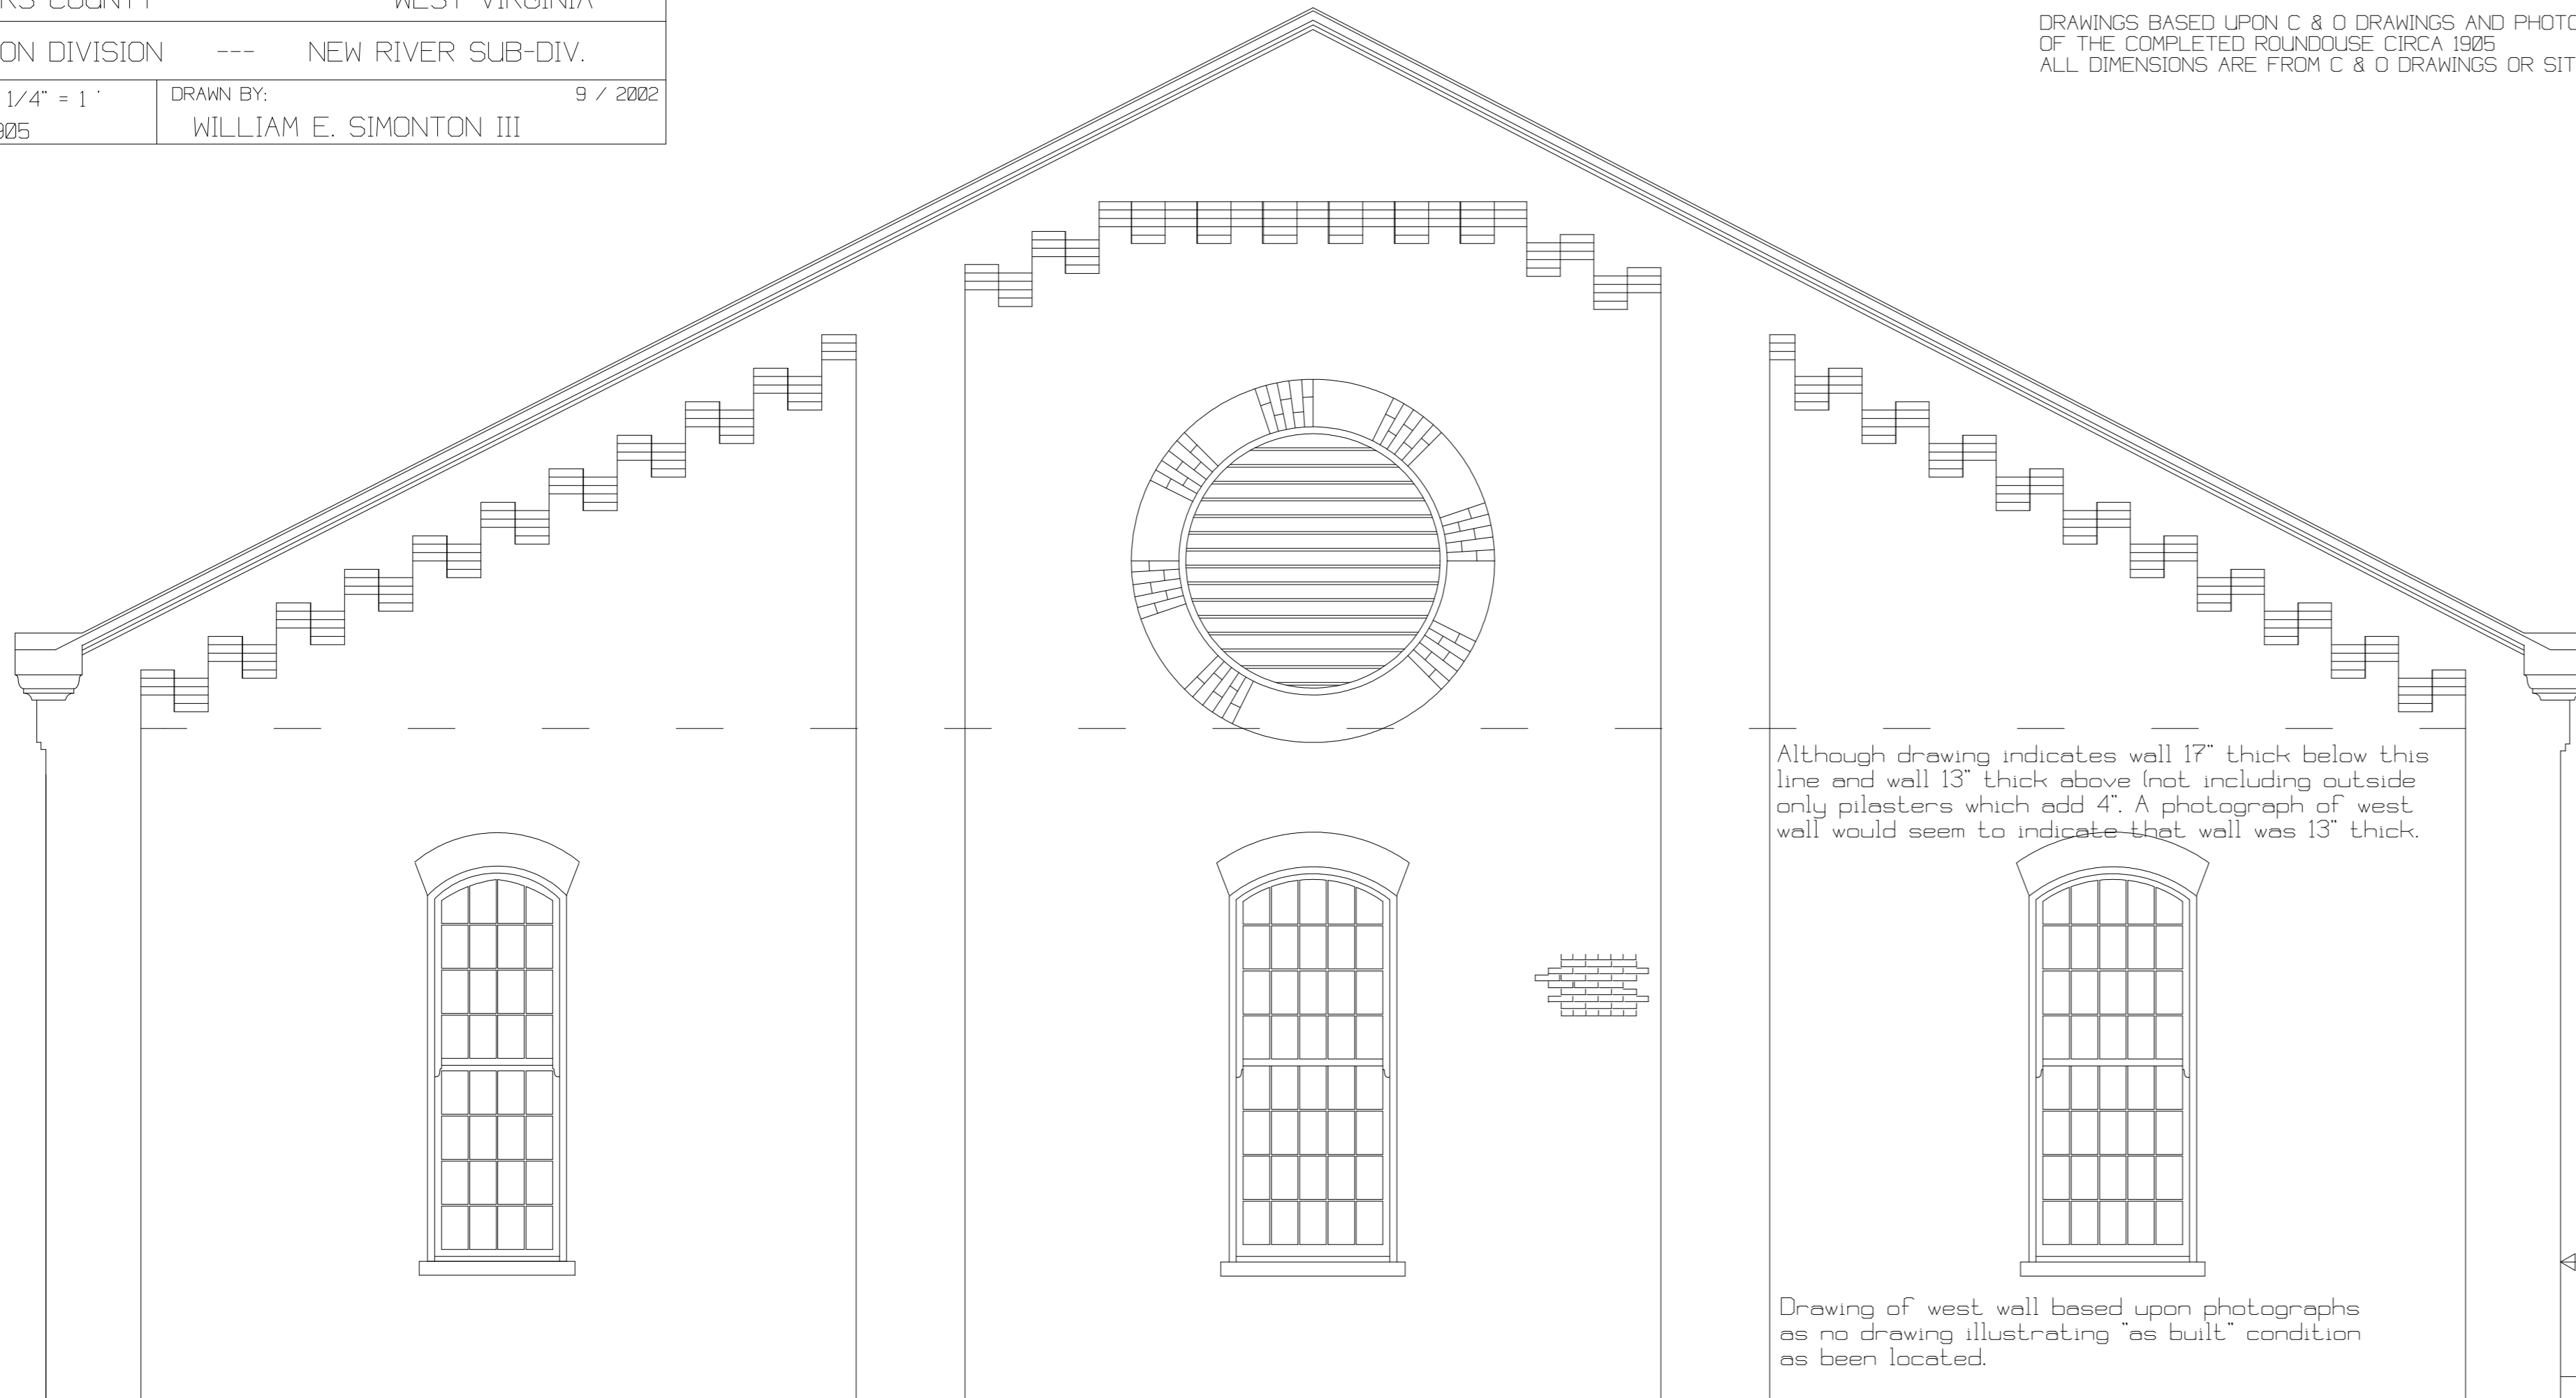 COUNTY WEST VIRGINIA
ON DIVISION --- NEW RIVER SUB-DIV.
1/4" = 1 '
905
DRAWN BY: 9 / 2002
WILLIAM E. SIMONTON III
DRAWINGS BASED UPON C & O DRAWINGS AND PHOTO
OF THE COMPLETED ROUNDOUSE CIRCA 1905
ALL DIMENSIONS ARE FROM C & O DRAWINGS OR SIT
Although drawing indicates wall 17" thick below this
line and wall 13" thick above (not including outside
only pilasters which add 4". A photograph of west
wall would seem to indicate that wall was 13" thick.
Drawing of west wall based upon photographs
as no drawing illustrating "as built" condition
as been located.